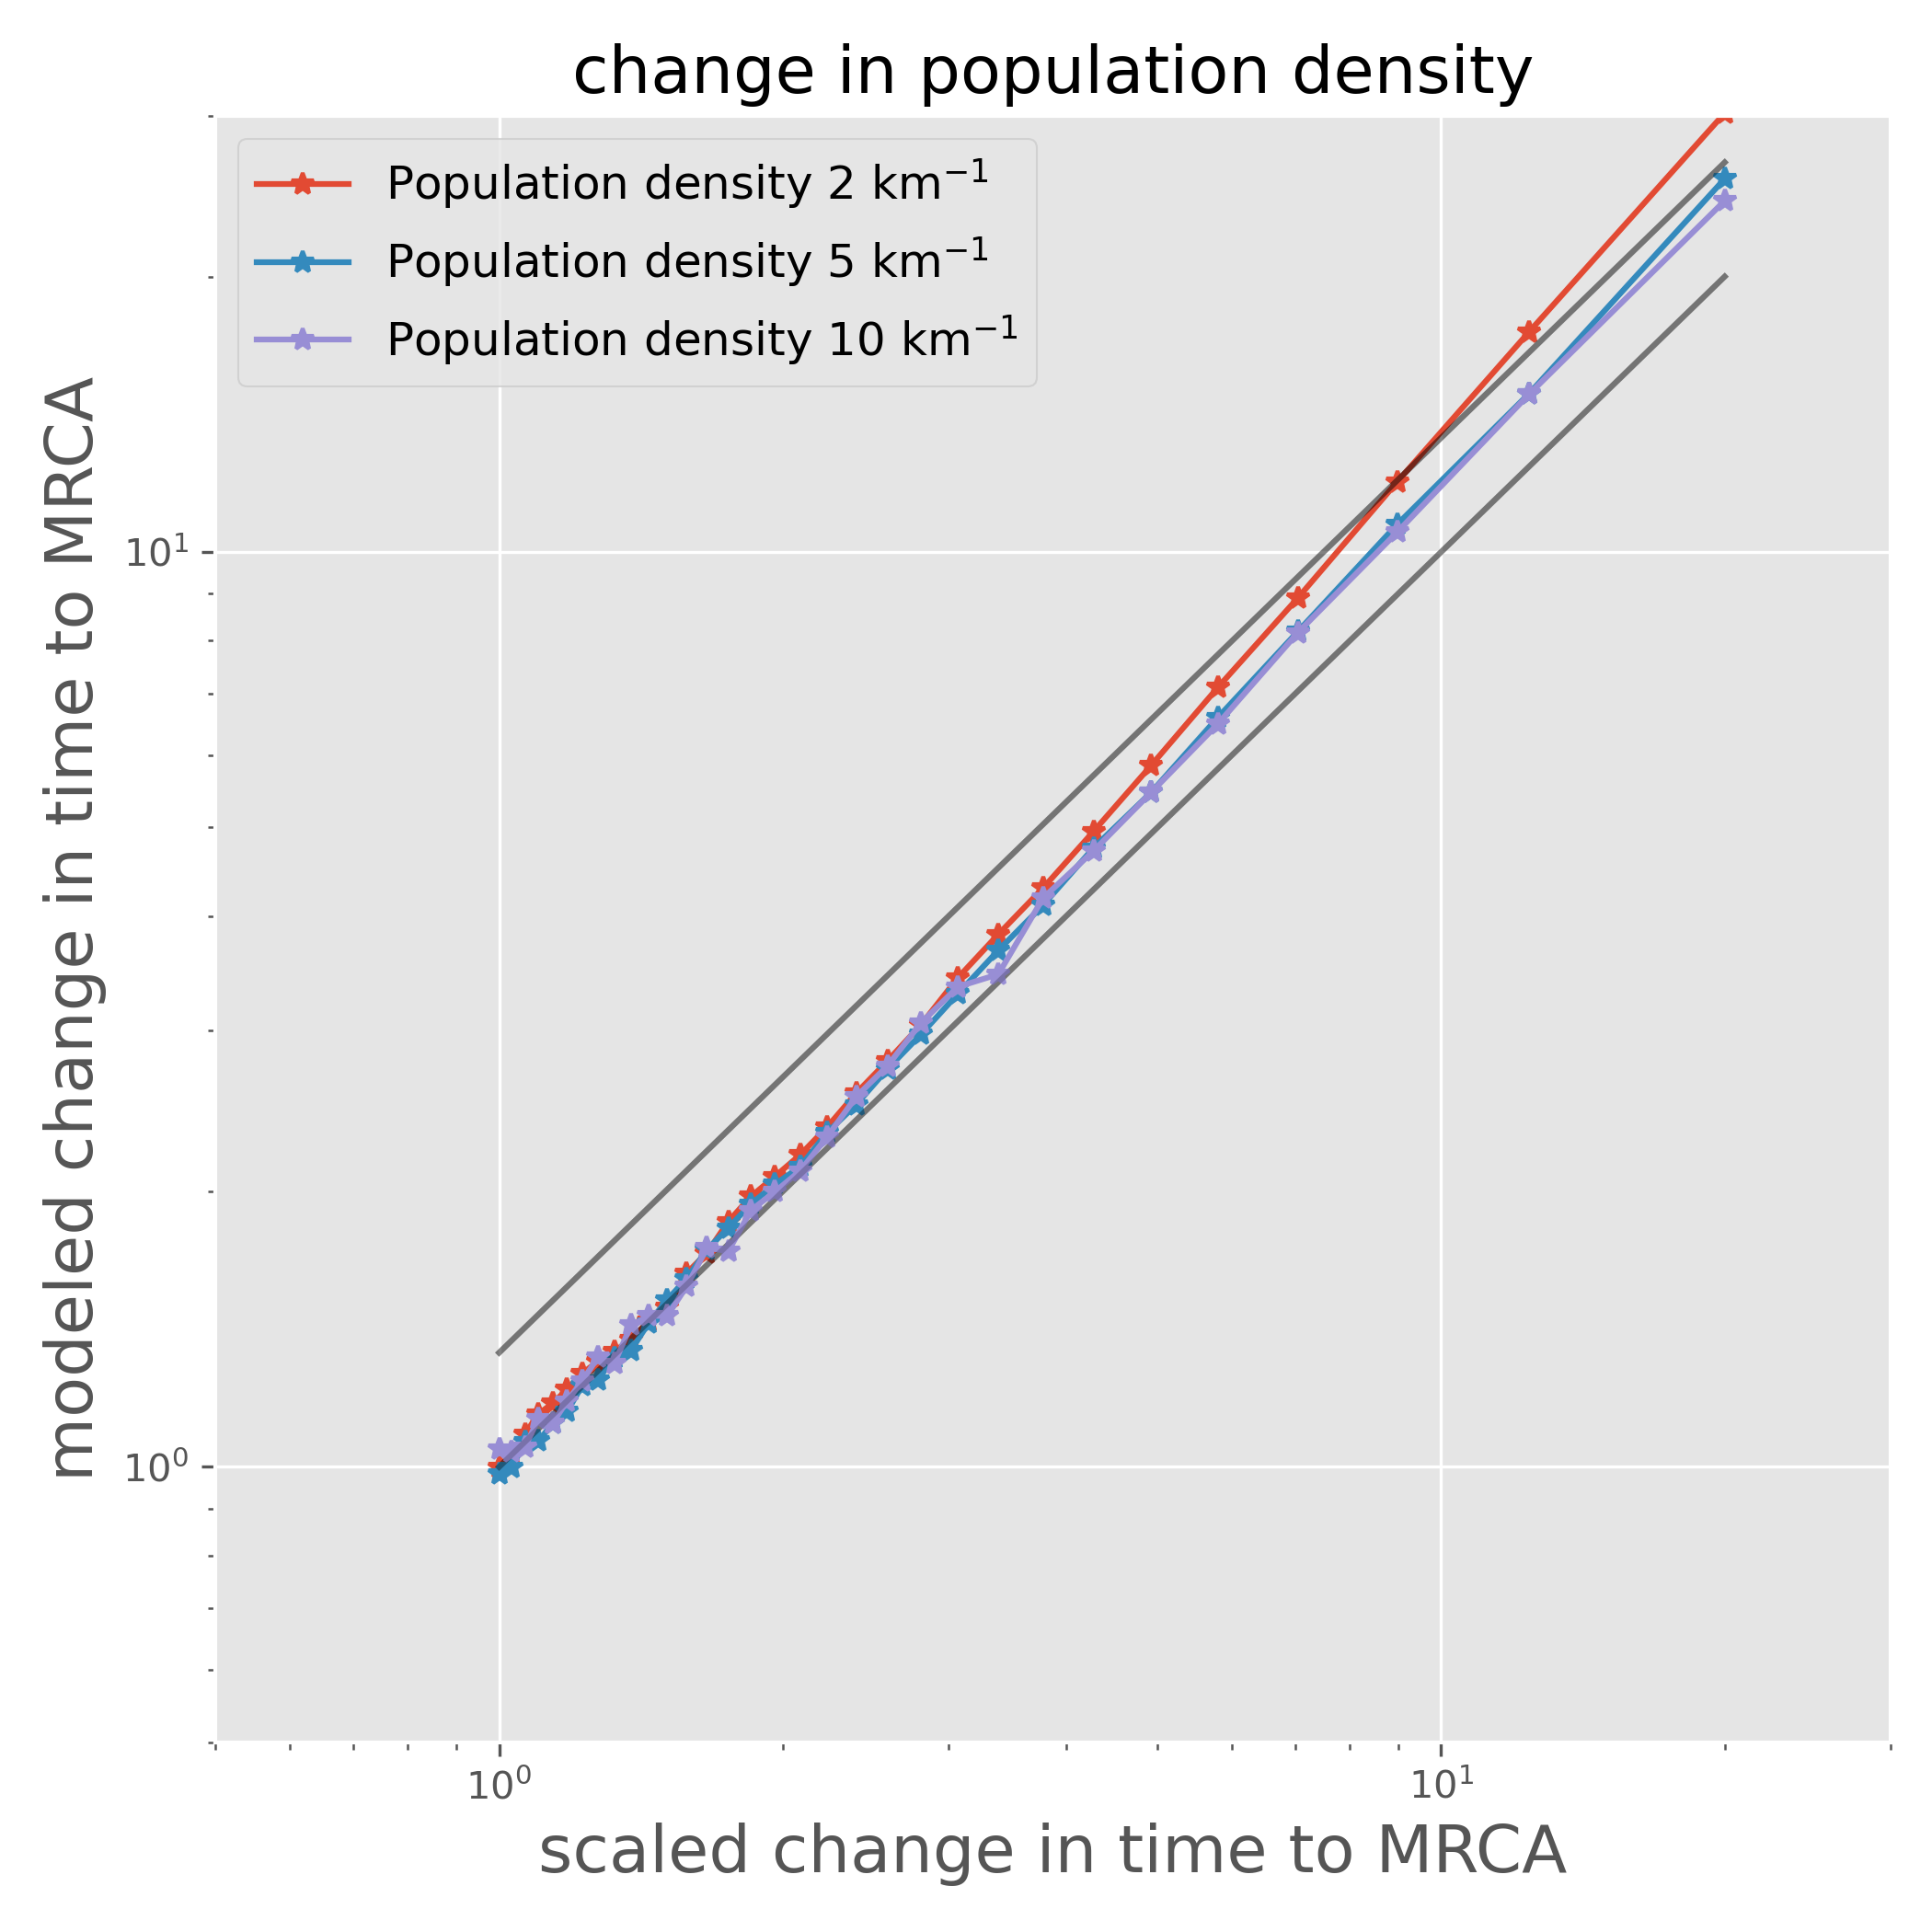 change in population density
Population density 2 km⁻¹
Population density 5 km⁻¹
Population density 10 km⁻¹
modeled change in time to MRCA
10¹
10⁰
10⁰
10¹
scaled change in time to MRCA